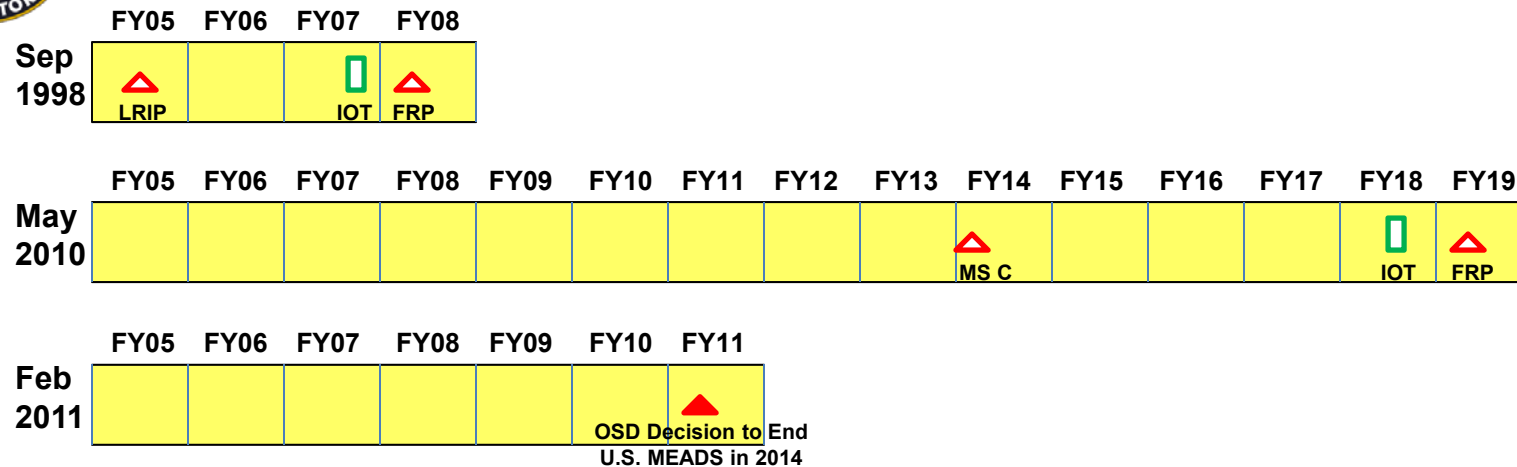 FY05 FY06 FY07 FY08
Sep
1998
LRIP IOT FRP
FY05 FY06 FY07 FY08 FY09 FY10 FY11 FY12 FY13 FY14 FY15 FY16 FY17 FY18 FY19
May
2010
MS C IOT FRP
FY05 FY06 FY07 FY08 FY09 FY10 FY11
Feb
2011
OSD Decision to End
U.S. MEADS in 2014